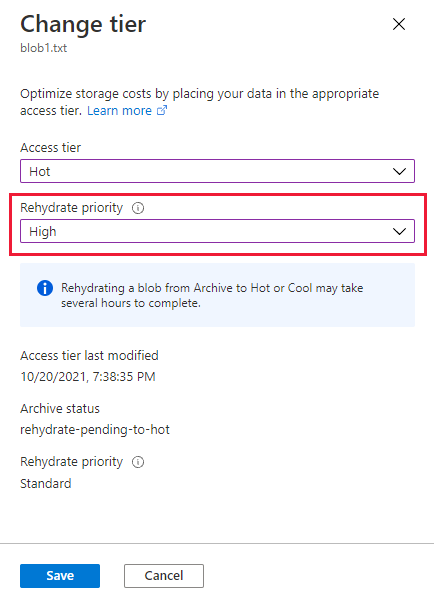 Change tier
blob1.txt
Optimize storage costs by placing your data in the appropriate
access tier. Learn more
Access tier
Hot
Rehydrate priority
High
Rehydrating a blob from Archive to Hot or Cool may take
several hours to complete.
Access tier last modified
10/20/2021, 7:38:35 PM
Archive status
rehydrate-pending-to-hot
Rehydrate priority
Standard
Save
Cancel